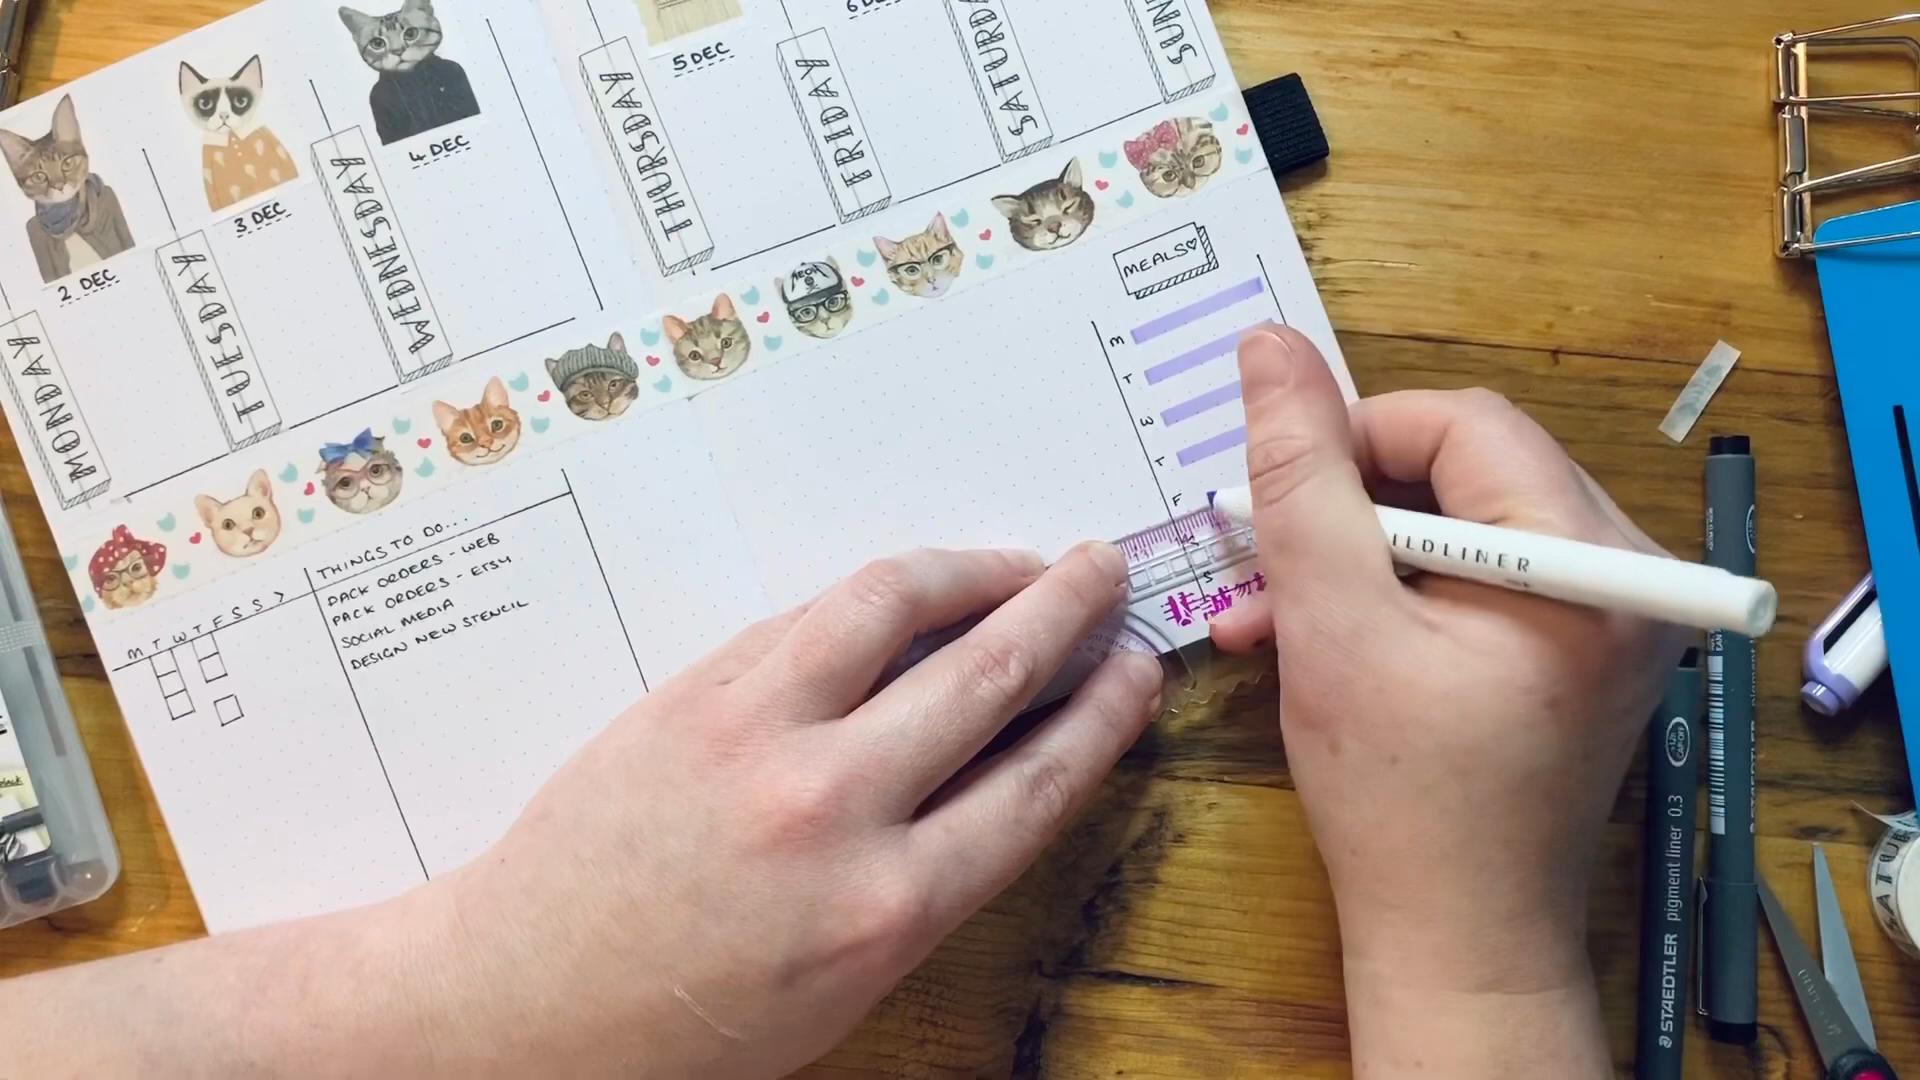 2 DEC
3 DEC
4 DEC
5 DEC
MONDAY
TUESDAY
WEDNESDAY
THURSDAY
FRIDAY
MEOW
MEALS
M
T
W
T
F
S
THINGS TO DO...
PACK ORDERS - WEB
PACK ORDERS - ETSY
SOCIAL MEDIA
DESIGN NEW STENCIL
M T W T F S S >
ILDLINER
STAEDTLER pigment liner 0.3